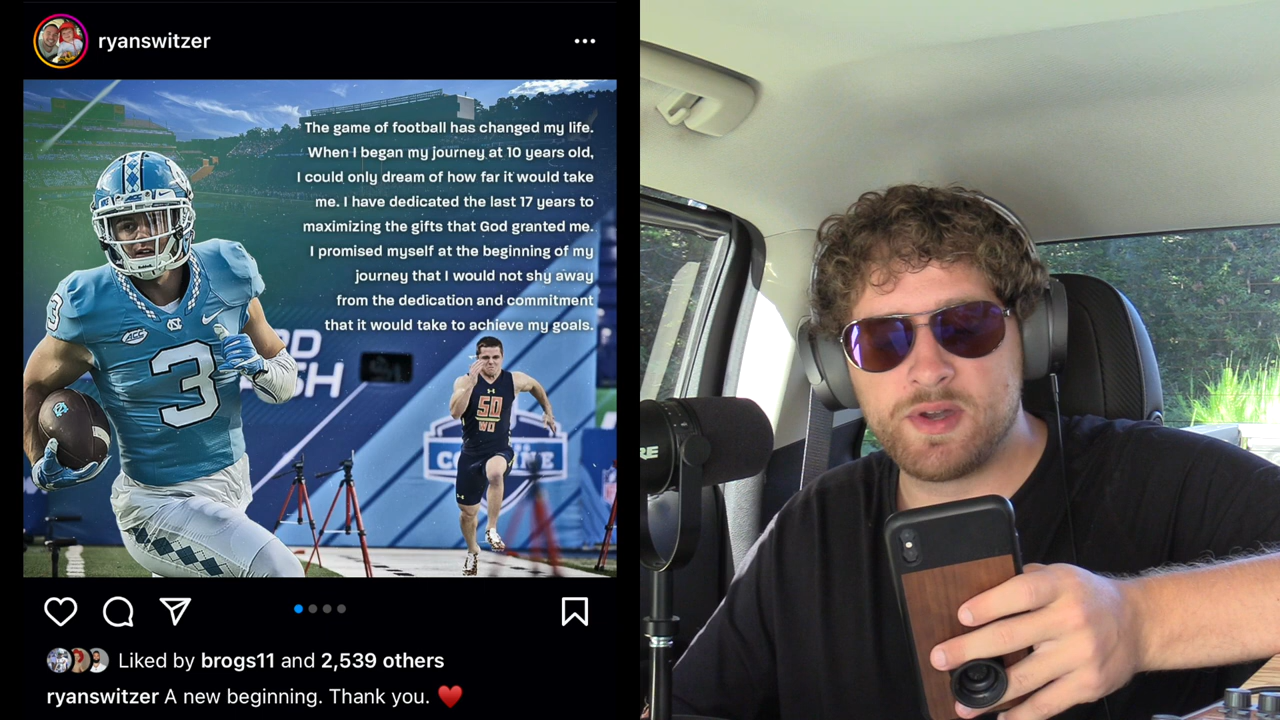 ryanswitzer
The game of football has changed my life.
When I began my journey at 10 years old,
I could only dream of how far it would take
me. I have dedicated the last 17 years to
maximizing the gifts that God granted me.
I promised myself at the beginning of my
journey that I would not shy away
from the dedication and commitment
that it would take to achieve my goals.
3
ACC
NC
3
50
WO
Liked by brogs11 and 2,539 others
ryanswitzer A new beginning. Thank you. ❤️
RE